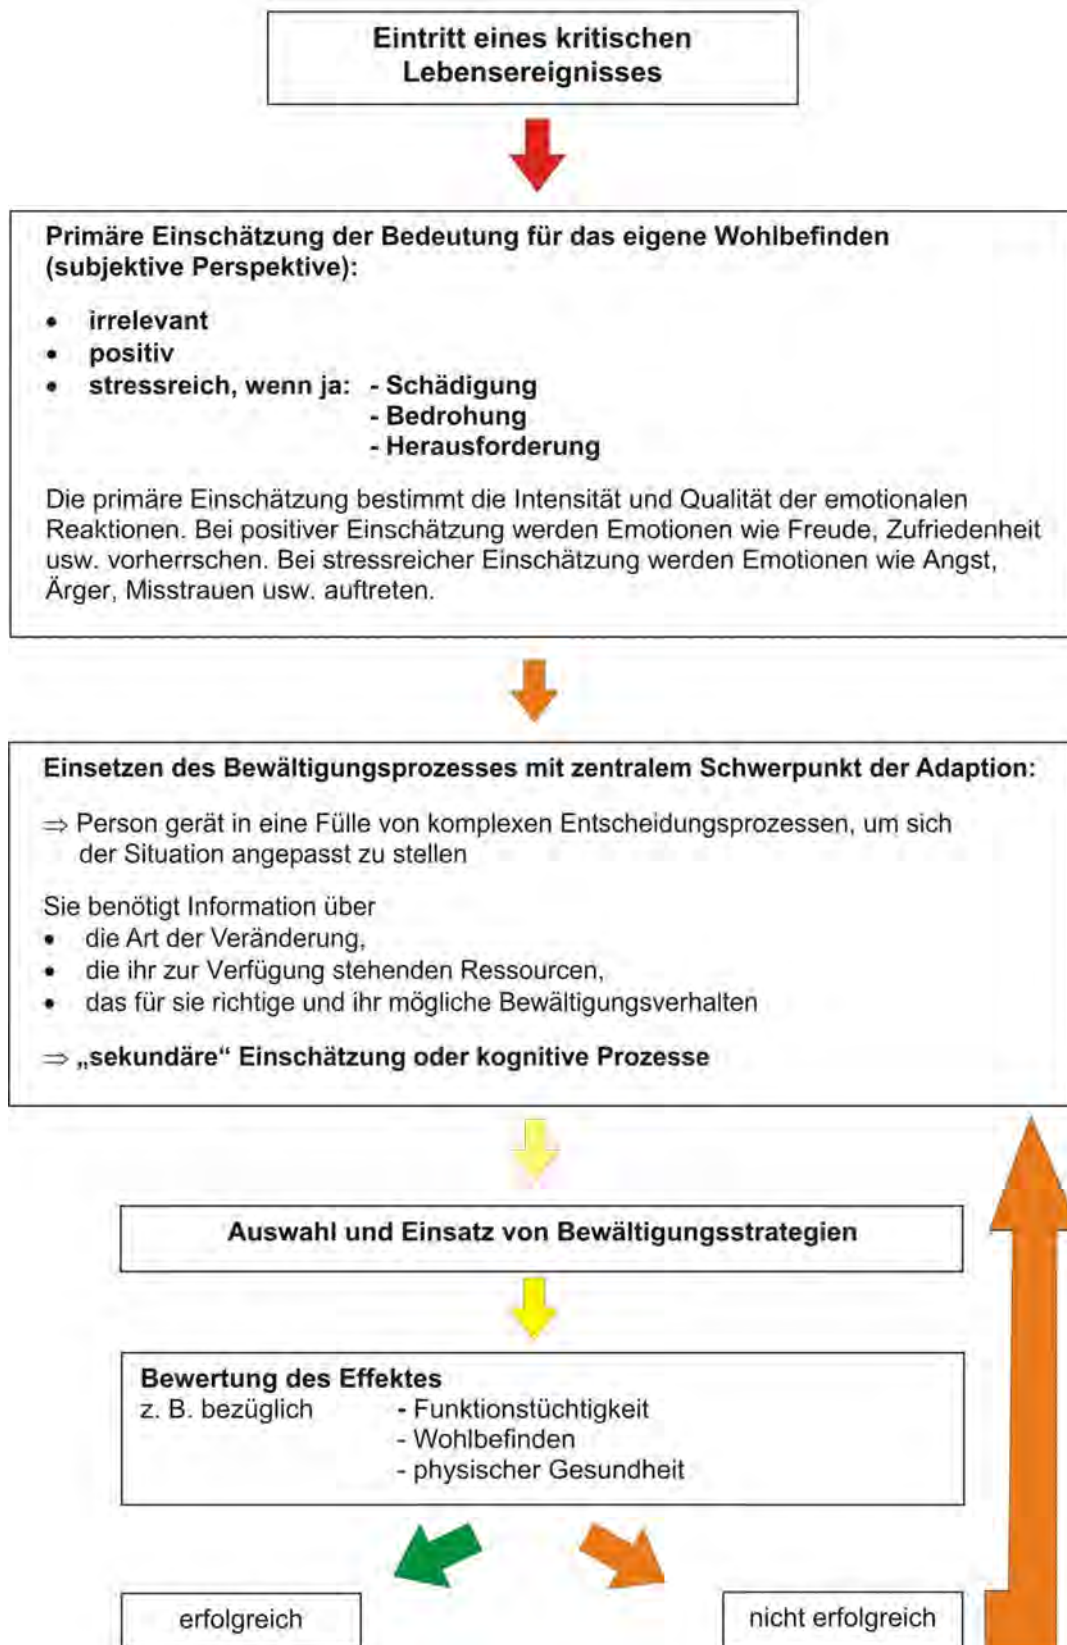 Eintritt eines kritischen
Lebensereignisses
Primäre Einschätzung der Bedeutung für das eigene Wohlbefinden
(subjektive Perspektive):
• irrelevant
• positiv
• stressreich, wenn ja: - Schädigung
- Bedrohung
- Herausforderung
Die primäre Einschätzung bestimmt die Intensität und Qualität der emotionalen
Reaktionen. Bei positiver Einschätzung werden Emotionen wie Freude, Zufriedenheit
usw. vorherrschen. Bei stressreicher Einschätzung werden Emotionen wie Angst,
Ärger, Misstrauen usw. auftreten.
Einsetzen des Bewältigungsprozesses mit zentralem Schwerpunkt der Adaption:
⇒ Person gerät in eine Fülle von komplexen Entscheidungsprozessen, um sich
der Situation angepasst zu stellen
Sie benötigt Information über
• die Art der Veränderung,
• die ihr zur Verfügung stehenden Ressourcen,
• das für sie richtige und ihr mögliche Bewältigungsverhalten
⇒ „sekundäre“ Einschätzung oder kognitive Prozesse
Auswahl und Einsatz von Bewältigungsstrategien
Bewertung des Effektes
z. B. bezüglich - Funktionstüchtigkeit
- Wohlbefinden
- physischer Gesundheit
erfolgreich
nicht erfolgreich